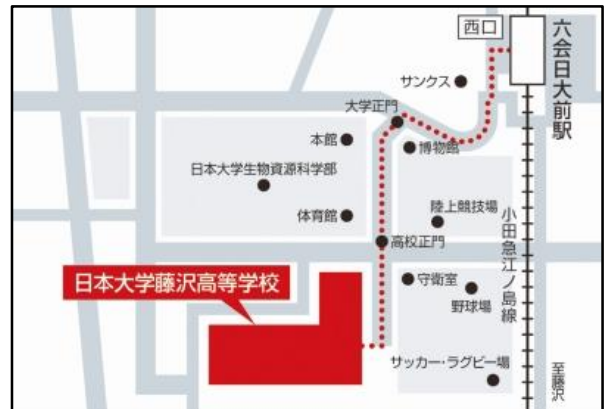 西口
六会日大前駅
サンクス
大学正門
本館
博物館
日本大学生物資源科学部
体育館
陸上競技場
高校正門
小田急江ノ島線
日本大学藤沢高等学校
守衛室
野球場
サッカー・ラグビー場
至藤沢